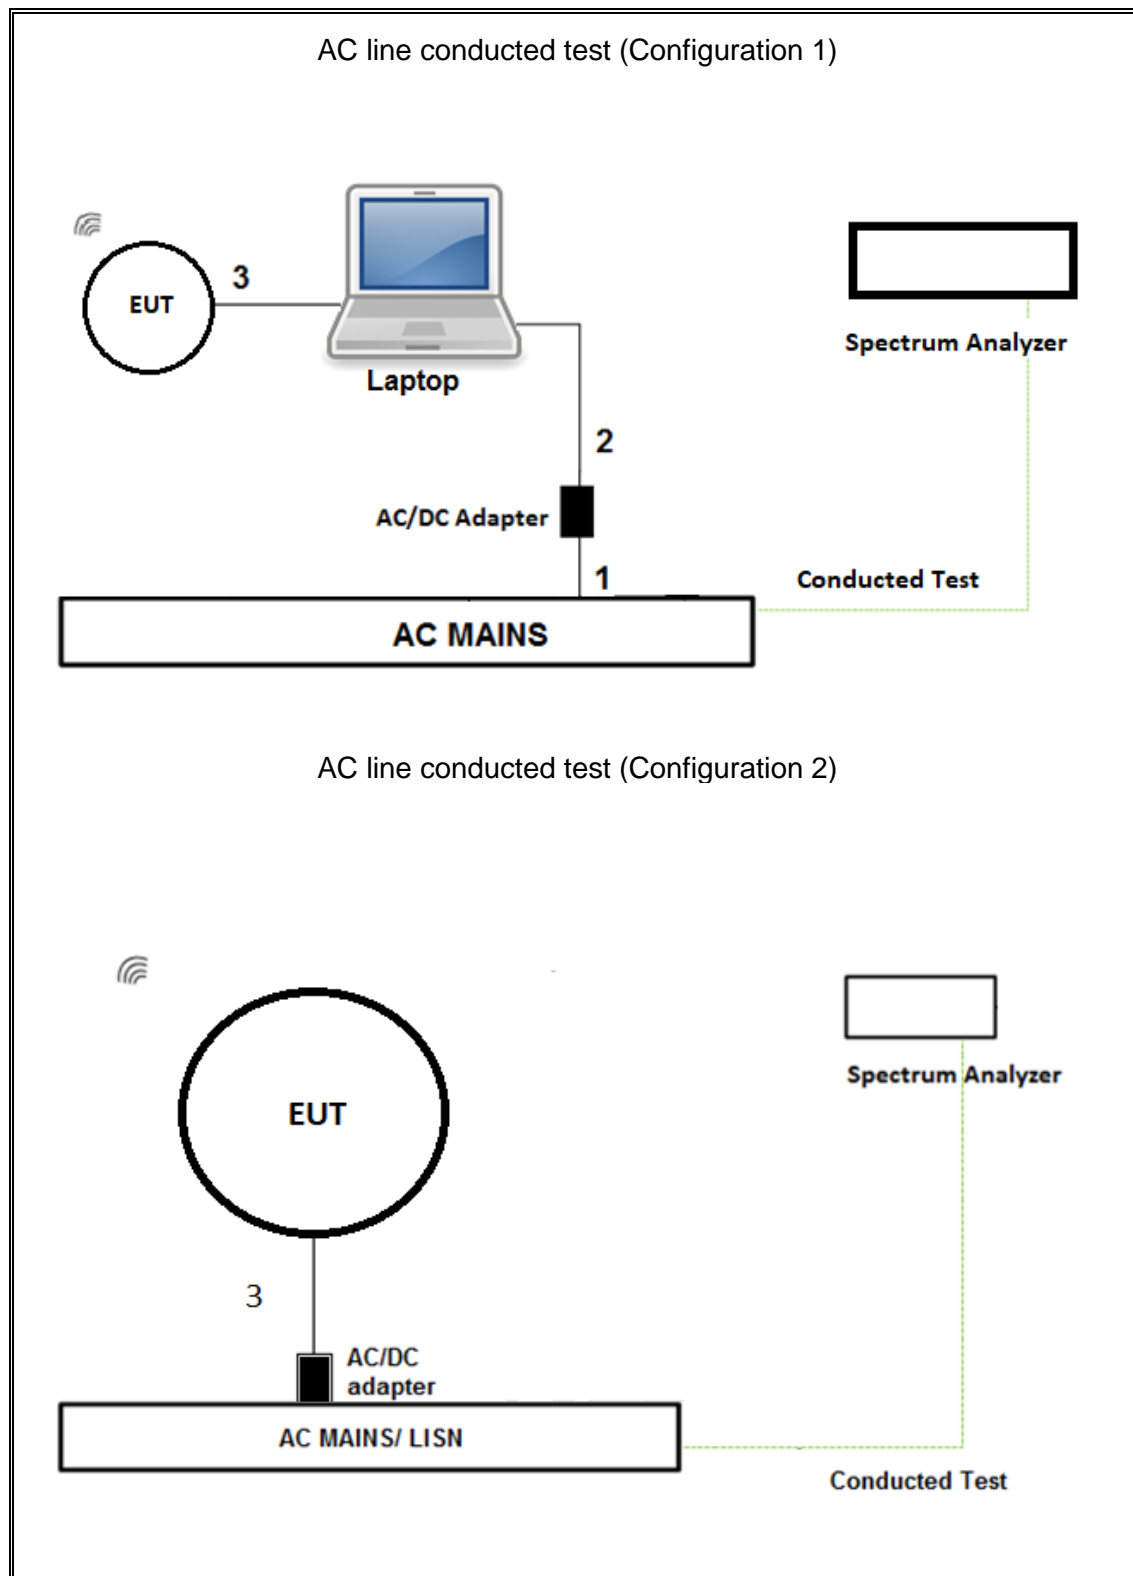 AC line conducted test (Configuration 1)
EUT
3
Laptop
Spectrum Analyzer
2
AC/DC Adapter
1
Conducted Test
AC MAINS
AC line conducted test (Configuration 2)
EUT
Spectrum Analyzer
3
AC/DC
adapter
AC MAINS/ LISN
Conducted Test